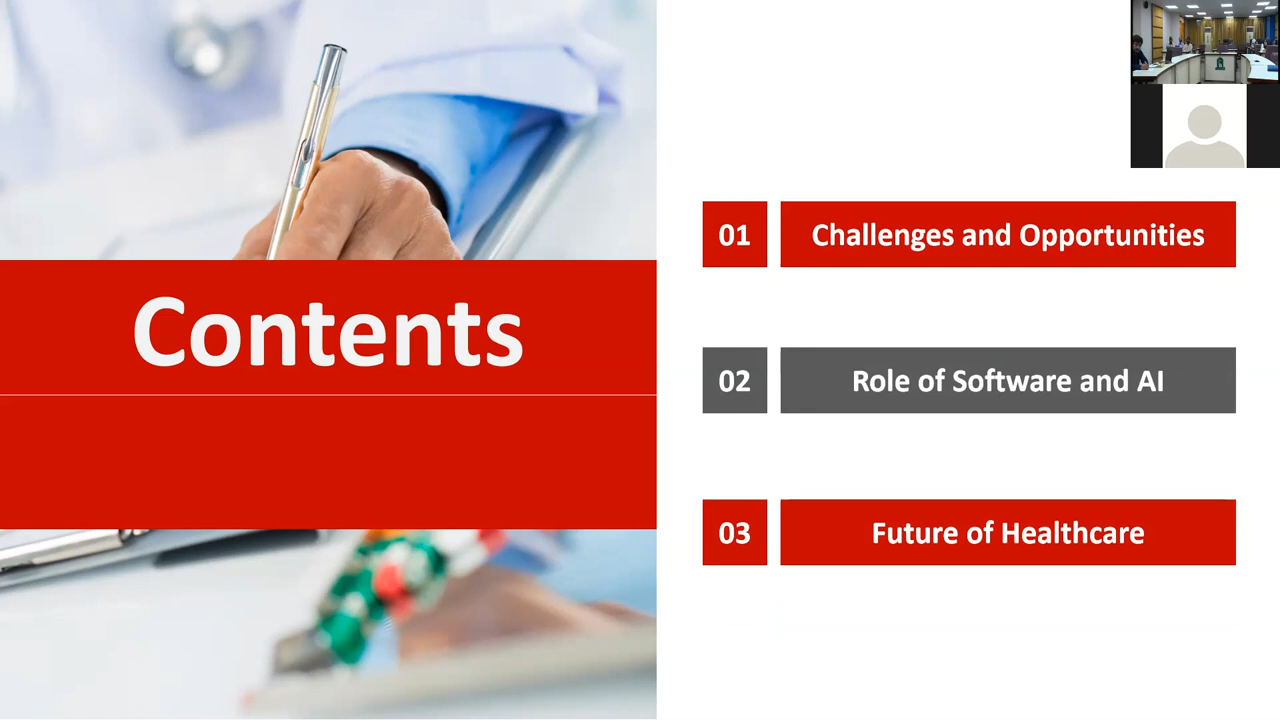 Contents
01 Challenges and Opportunities
02 Role of Software and AI
03 Future of Healthcare